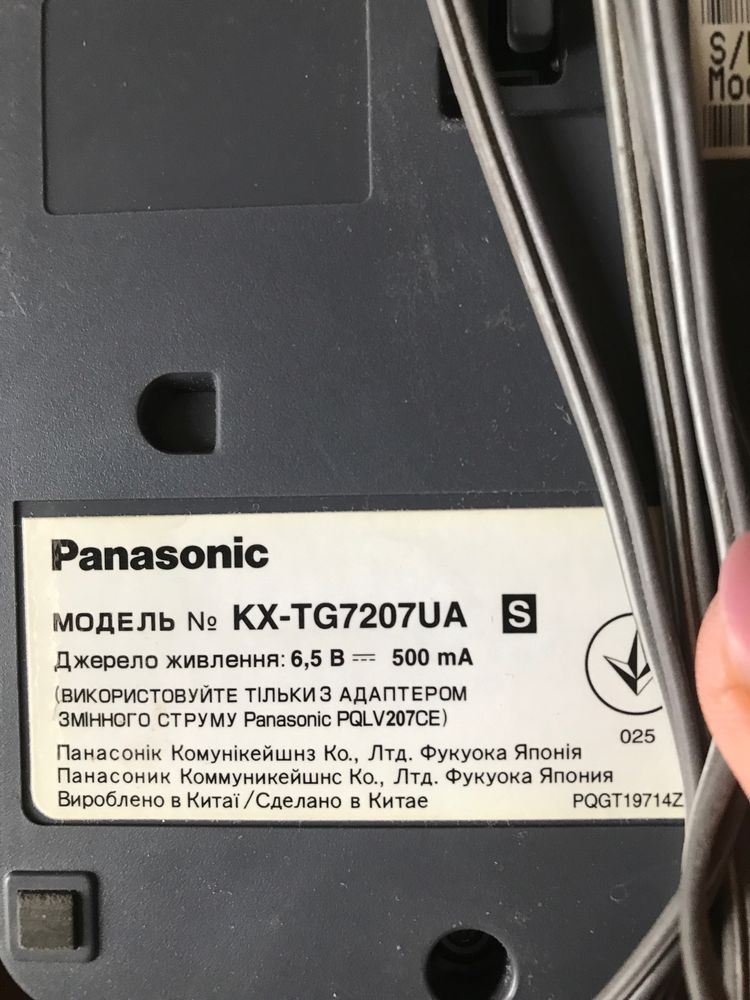 S/
Mod
Panasonic
МОДЕЛЬ № KX-TG7207UA S
Джерело живлення: 6,5 В ⎓ 500 mA
(ВИКОРИСТОВУЙТЕ ТІЛЬКИ З АДАПТЕРОМ
ЗМІННОГО СТРУМУ Panasonic PQLV207CE)
025
Панасонік Комунікейшнз Ко., Лтд. Фукуока Японія
Панасоник Коммуникейшнс Ко., Лтд. Фукуока Япония
Вироблено в Китаї /Сделано в Китае PQGT19714Z